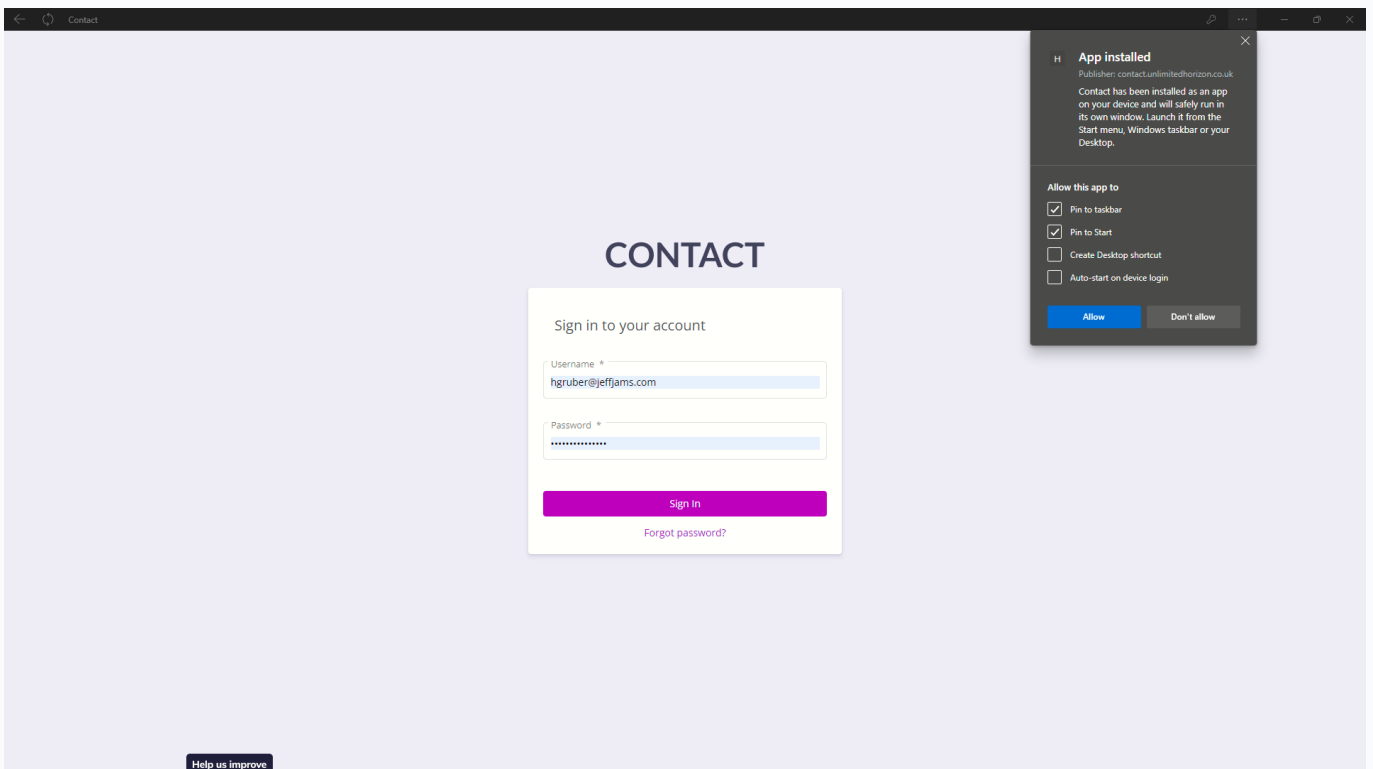 Contact
H
App installed
Publisher: contact.unlimitedhorizon.co.uk
Contact has been installed as an app
on your device and will safely run in
its own window. Launch it from the
Start menu, Windows taskbar or your
Desktop.
Allow this app to
Pin to taskbar
Pin to Start
Create Desktop shortcut
Auto-start on device login
Allow
Don't allow
CONTACT
Sign in to your account
Username *
hgruber@jeffjams.com
Password *
•••••••••••••••
Sign In
Forgot password?
Help us improve